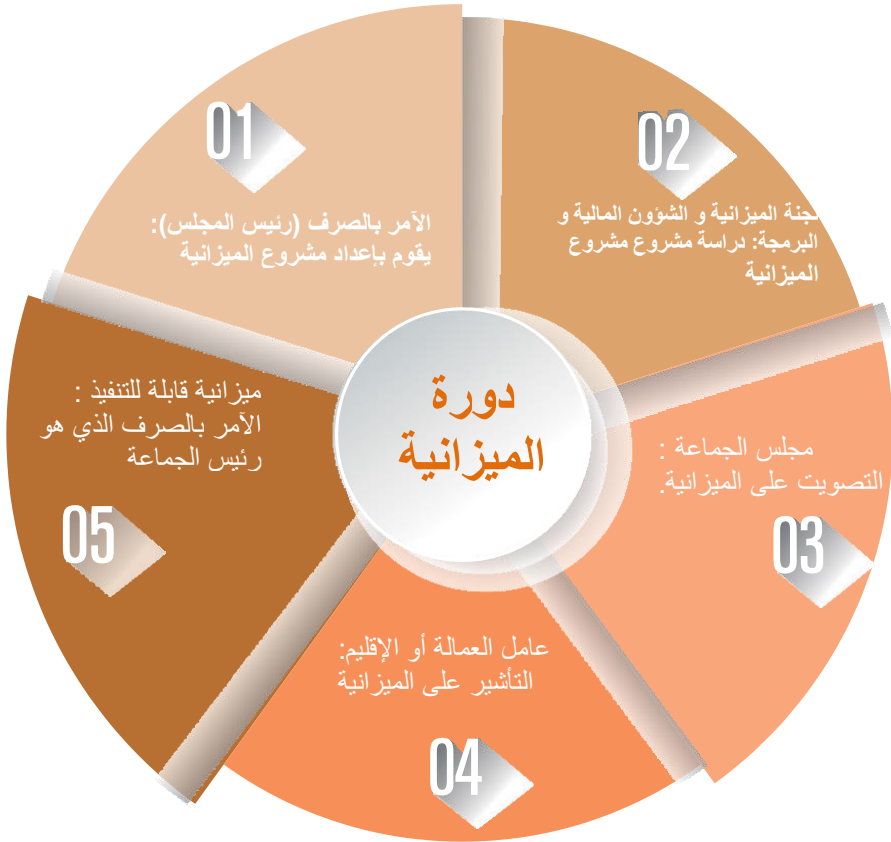 01
الآمر بالصرف (رئيس المجلس):
يقوم بإعداد مشروع الميزانية
02
لجنة الميزانية و الشؤون المالية و
البرمجة: دراسة مشروع مشروع
الميزانية
مجلس الجماعة :
التصويت على الميزانية.
03
عامل العمالة أو الإقليم:
التأشير على الميزانية
04
ميزانية قابلة للتنفيذ :
الآمر بالصرف الذي هو
رئيس الجماعة
05
دورة
الميزانية